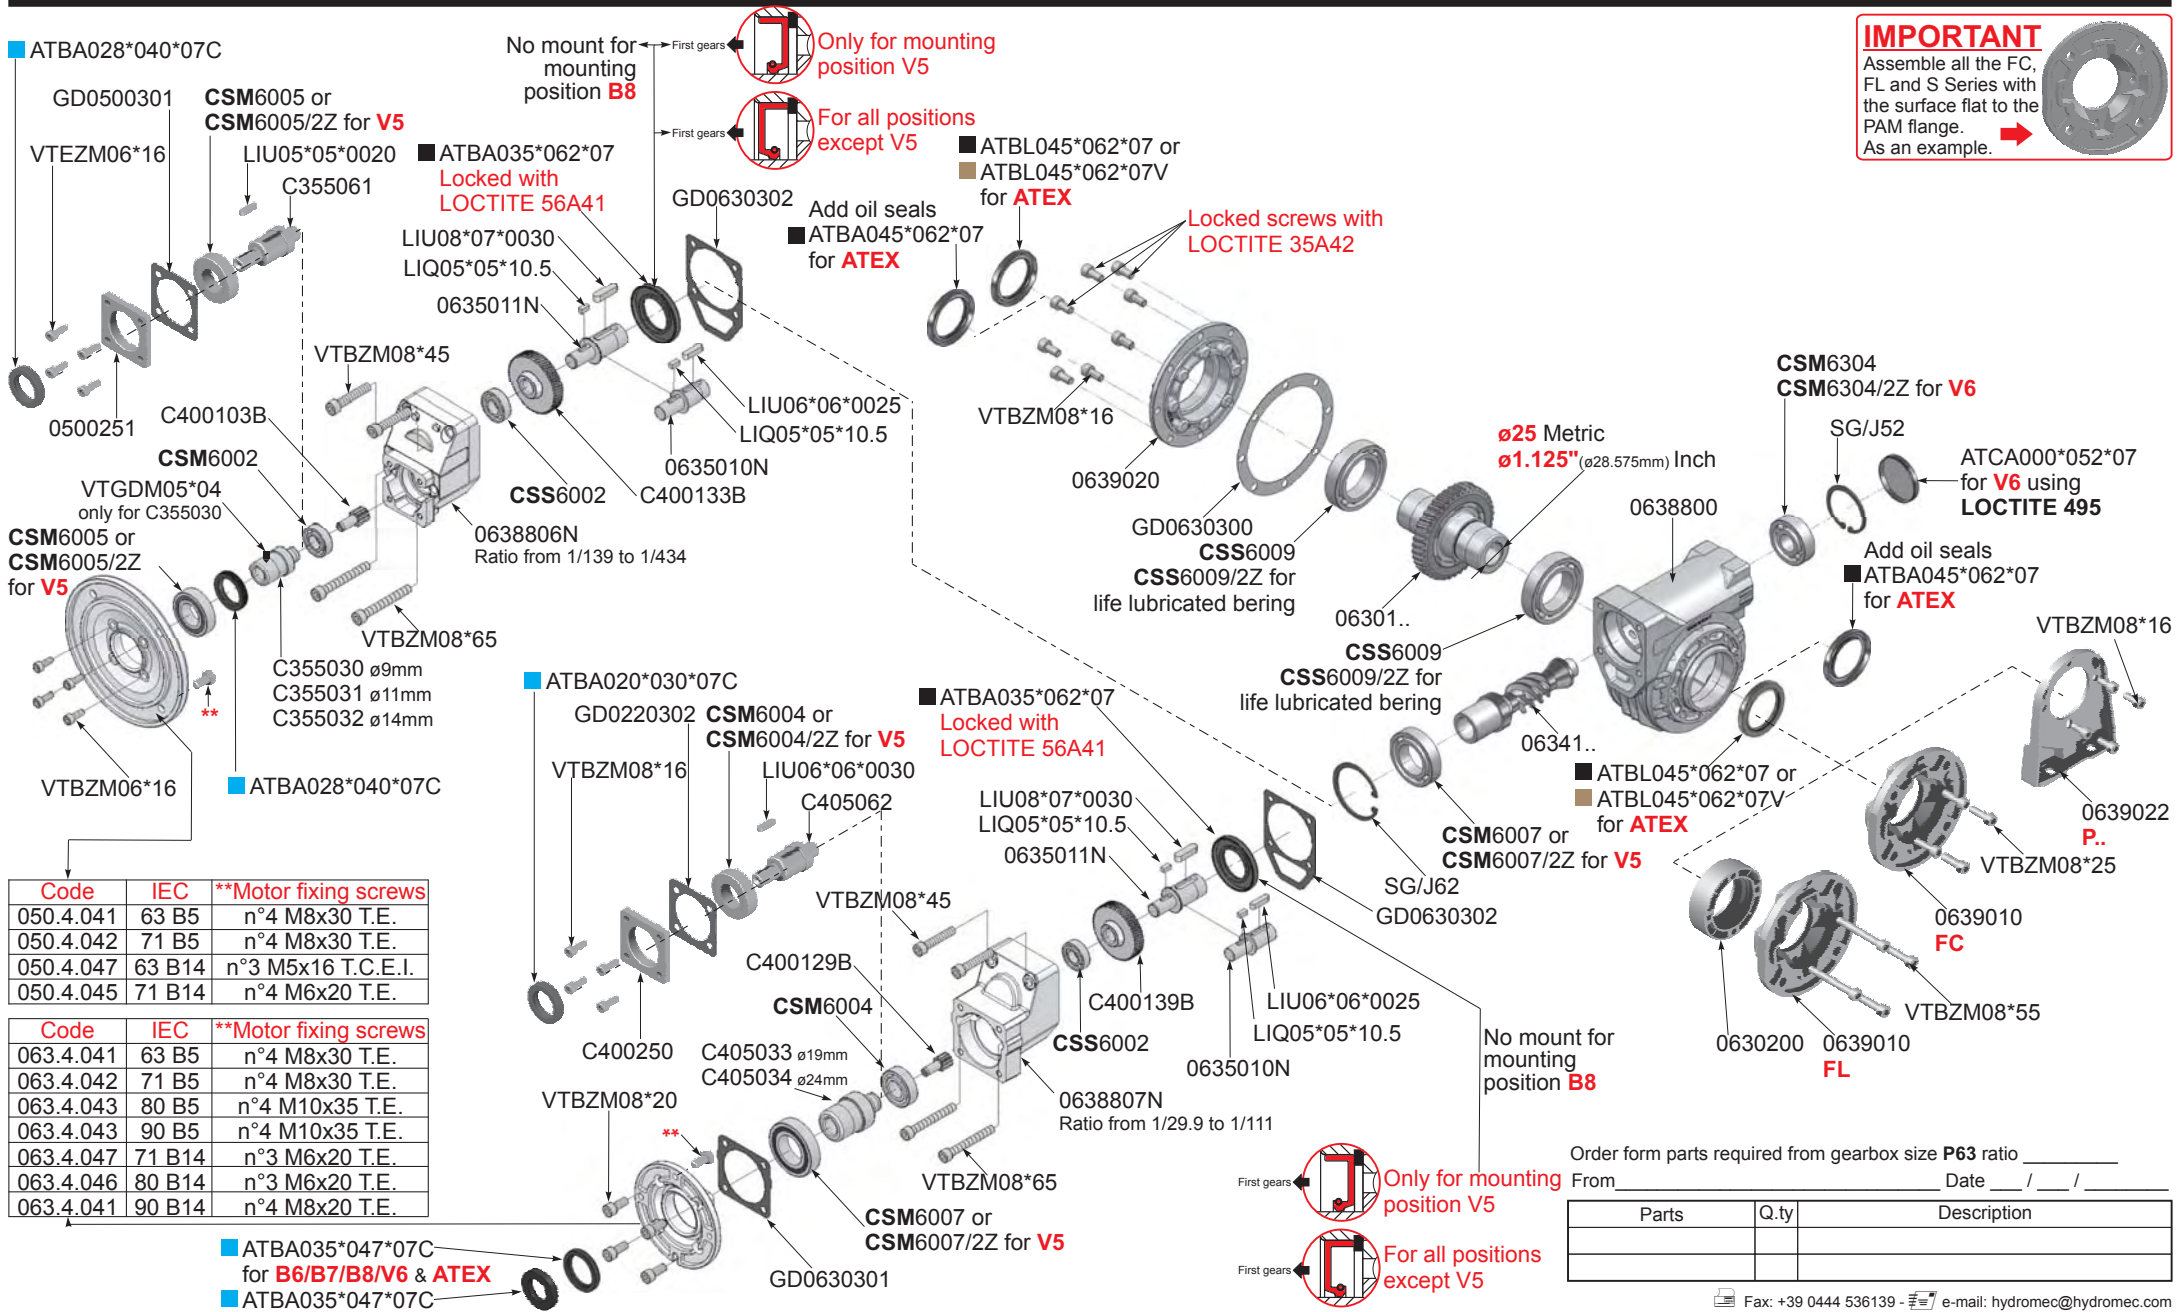 ATBA028*040*07C
GD0500301
VTEZM06*16
CSM6005 or
CSM6005/2Z for V5
LIU05*05*0020
C355061
0500251
No mount for
mounting
position B8
First gears
Only for mounting
position V5
First gears
For all positions
except V5
ATBA035*062*07
Locked with
LOCTITE 56A41
LIU08*07*0030
LIQ05*05*10.5
0635011N
GD0630302
VTBZM08*45
C400103B
CSM6002
VTGDM05*04
only for C355030
CSM6005 or
CSM6005/2Z
for V5
LIU06*06*0025
LIQ05*05*10.5
0635010N
CSS6002
C400133B
0638806N
Ratio from 1/139 to 1/434
VTBZM08*65
C355030 ø9mm
C355031 ø11mm
C355032 ø14mm
**
VTBZM06*16
ATBA028*040*07C
Add oil seals
ATBA045*062*07
for ATEX
ATBL045*062*07 or
ATBL045*062*07V
for ATEX
Locked screws with
LOCTITE 35A42
VTBZM08*16
0639020
GD0630300
CSS6009
CSS6009/2Z for
life lubricated bering
ø25 Metric
ø1.125"(ø28.575mm) Inch
06301..
CSS6009
CSS6009/2Z for
life lubricated bering
IMPORTANT
Assemble all the FC,
FL and S Series with
the surface flat to the
PAM flange.
As an example.
CSM6304
CSM6304/2Z for V6
SG/J52
ATCA000*052*07
for V6 using
LOCTITE 495
0638800
Add oil seals
ATBA045*062*07
for ATEX
VTBZM08*16
06341..
ATBL045*062*07 or
ATBL045*062*07V
for ATEX
CSM6007 or
CSM6007/2Z for V5
SG/J62
GD0630302
0639022
P..
VTBZM08*25
0639010
FC
VTBZM08*55
0630200
0639010
FL
ATBA020*030*07C
GD0220302
CSM6004 or
CSM6004/2Z for V5
VTBZM08*16
LIU06*06*0030
C405062
ATBA035*062*07
Locked with
LOCTITE 56A41
LIU08*07*0030
LIQ05*05*10.5
0635011N
VTBZM08*45
C400129B
CSM6004
C400250
C405033 ø19mm
C405034 ø24mm
VTBZM08*20
**
C400139B
CSS6002
LIU06*06*0025
LIQ05*05*10.5
0635010N
0638807N
Ratio from 1/29.9 to 1/111
VTBZM08*65
CSM6007 or
CSM6007/2Z for V5
GD0630301
No mount for
mounting
position B8
First gears
Only for mounting
position V5
First gears
For all positions
except V5
Code IEC **Motor fixing screws
050.4.041 63 B5 n°4 M8x30 T.E.
050.4.042 71 B5 n°4 M8x30 T.E.
050.4.047 63 B14 n°3 M5x16 T.C.E.I.
050.4.045 71 B14 n°4 M6x20 T.E.
Code IEC **Motor fixing screws
063.4.041 63 B5 n°4 M8x30 T.E.
063.4.042 71 B5 n°4 M8x30 T.E.
063.4.043 80 B5 n°4 M10x35 T.E.
063.4.043 90 B5 n°4 M10x35 T.E.
063.4.047 71 B14 n°3 M6x20 T.E.
063.4.046 80 B14 n°3 M6x20 T.E.
063.4.041 90 B14 n°4 M8x20 T.E.
ATBA035*047*07C
for B6/B7/B8/V6 & ATEX
ATBA035*047*07C
Order form parts required from gearbox size P63 ratio
From Date / /
Parts Q.ty Description
Fax: +39 0444 536139 - e-mail: hydromec@hydromec.com